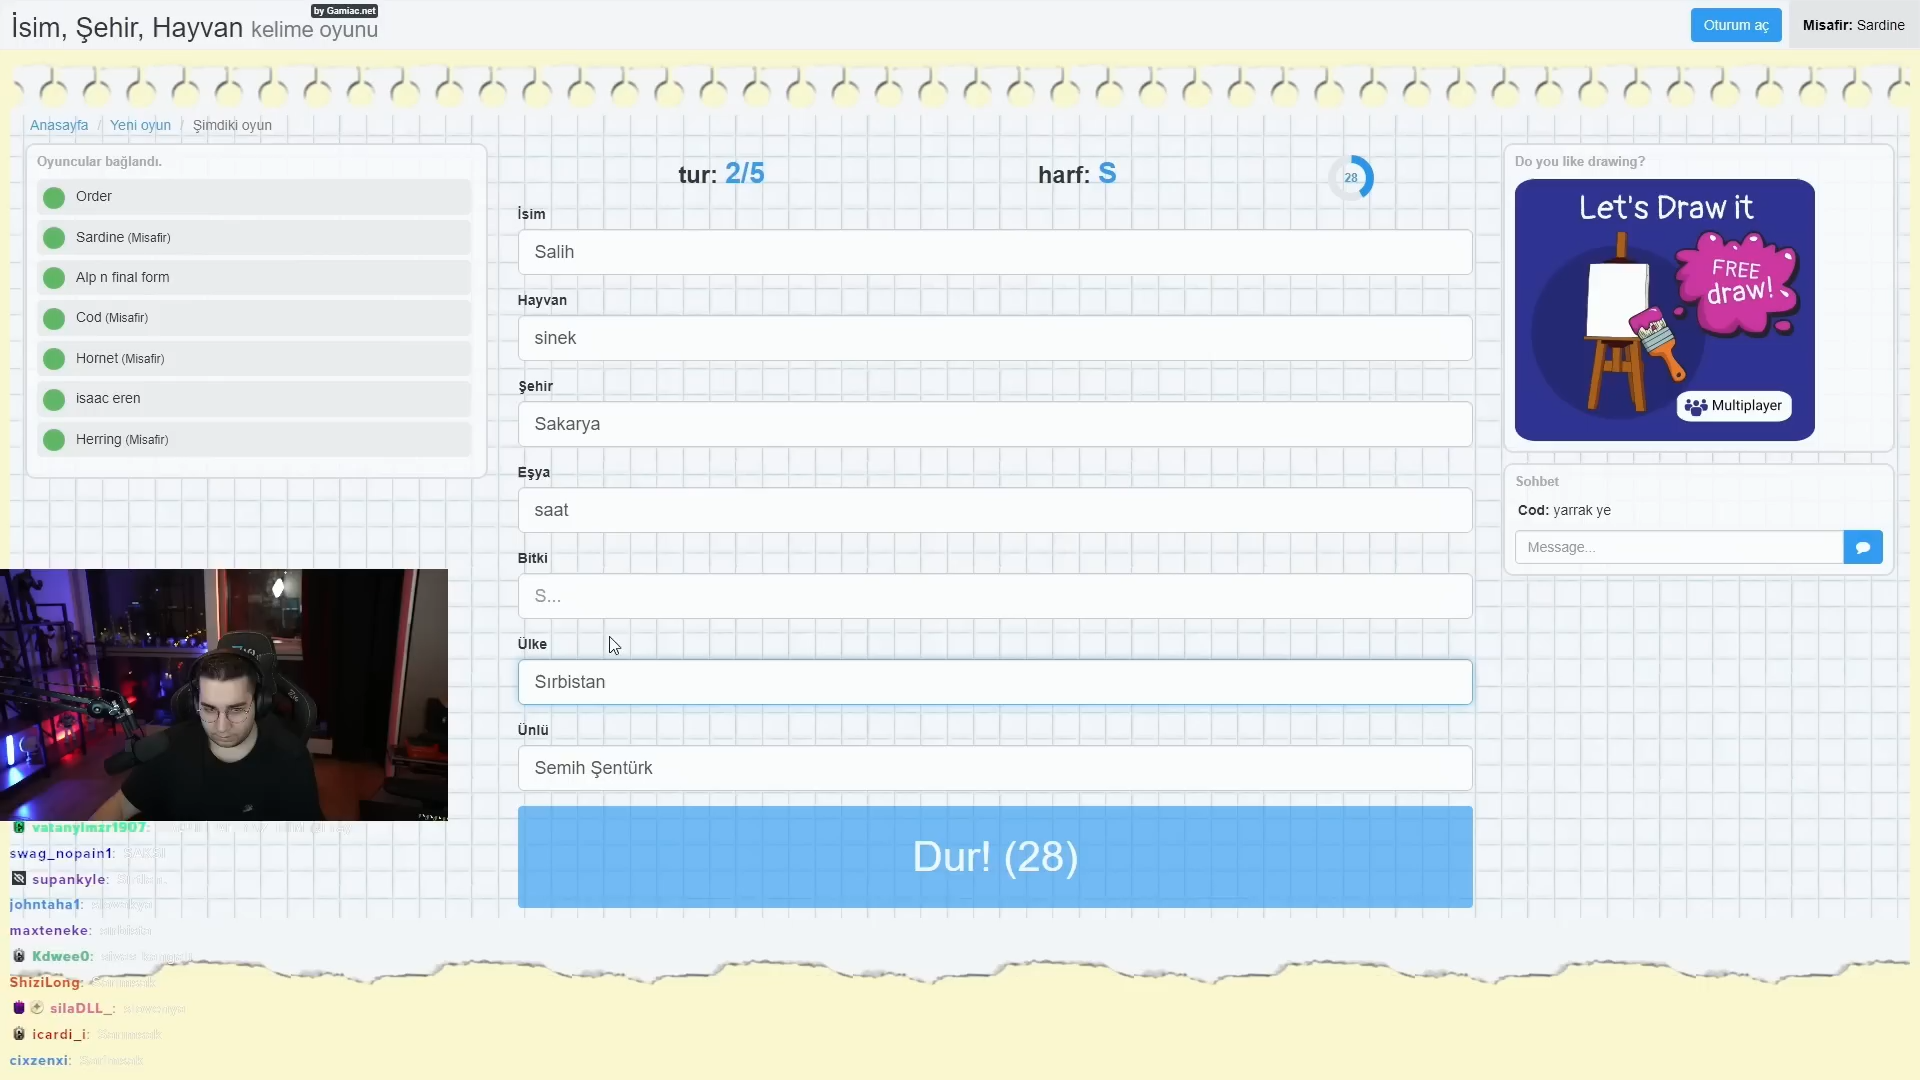 by Gamiac.net
İsim, Şehir, Hayvan kelime oyunu
Oturum aç
Misafir: Sardine
Anasayfa / Yeni oyun / Şimdiki oyun
Oyuncular bağlandı.
Order
Sardine (Misafir)
Alp n final form
Cod (Misafir)
Hornet (Misafir)
isaac eren
Herring (Misafir)
tur: 2/5
harf: S
28
İsim
Salih
Hayvan
sinek
Şehir
Sakarya
Eşya
saat
Bitki
S...
Ülke
Sırbistan
Ünlü
Semih Şentürk
Dur! (28)
Do you like drawing?
Let's Draw it
FREE
draw!
Multiplayer
Sohbet
Cod: yarrak ye
Message...
vatanylmzr1907:
swag_nopain1:
supankyle:
johntaha1:
maxteneke:
Kdwee0:
ShiziLong:
silaDLL_:
icardi_i:
cixzenxi: